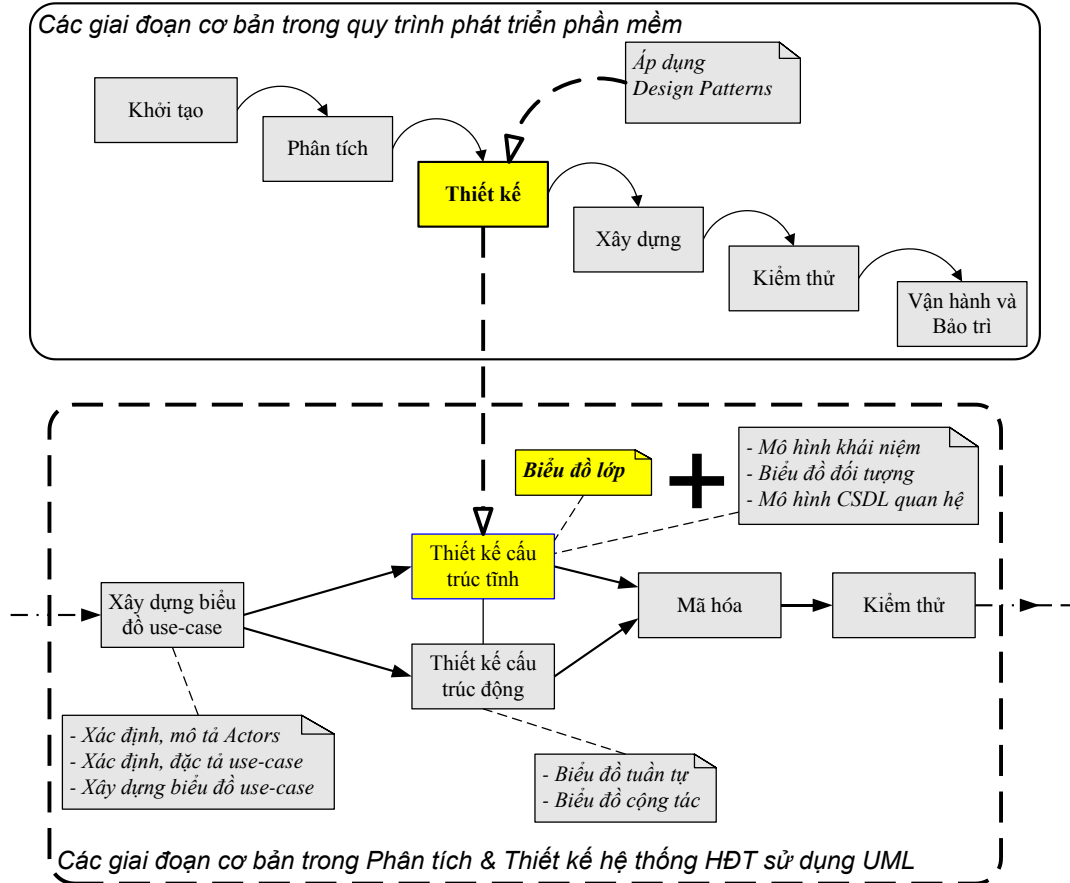 Các giai đoạn cơ bản trong quy trình phát triển phần mềm
Áp dụng
Design Patterns
Khởi tạo
Phân tích
Thiết kế
Xây dựng
Kiểm thử
Vận hành và
Bảo trì
Biểu đồ lớp
- Mô hình khái niệm
- Biểu đồ đối tượng
- Mô hình CSDL quan hệ
Thiết kế cấu
trúc tĩnh
Xây dựng biểu
đồ use-case
Mã hóa
Kiểm thử
Thiết kế cấu
trúc động
- Xác định, mô tả Actors
- Xác định, đặc tả use-case
- Xây dựng biểu đồ use-case
- Biểu đồ tuần tự
- Biểu đồ cộng tác
Các giai đoạn cơ bản trong Phân tích & Thiết kế hệ thống HĐT sử dụng UML